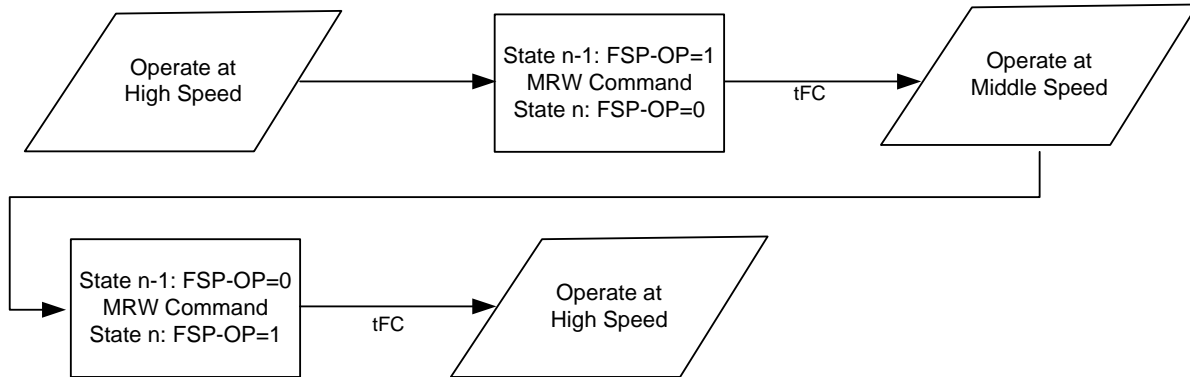 Operate at
High Speed
State n-1: FSP-OP=1
MRW Command
State n: FSP-OP=0
tFC
Operate at
Middle Speed
State n-1: FSP-OP=0
MRW Command
State n: FSP-OP=1
tFC
Operate at
High Speed